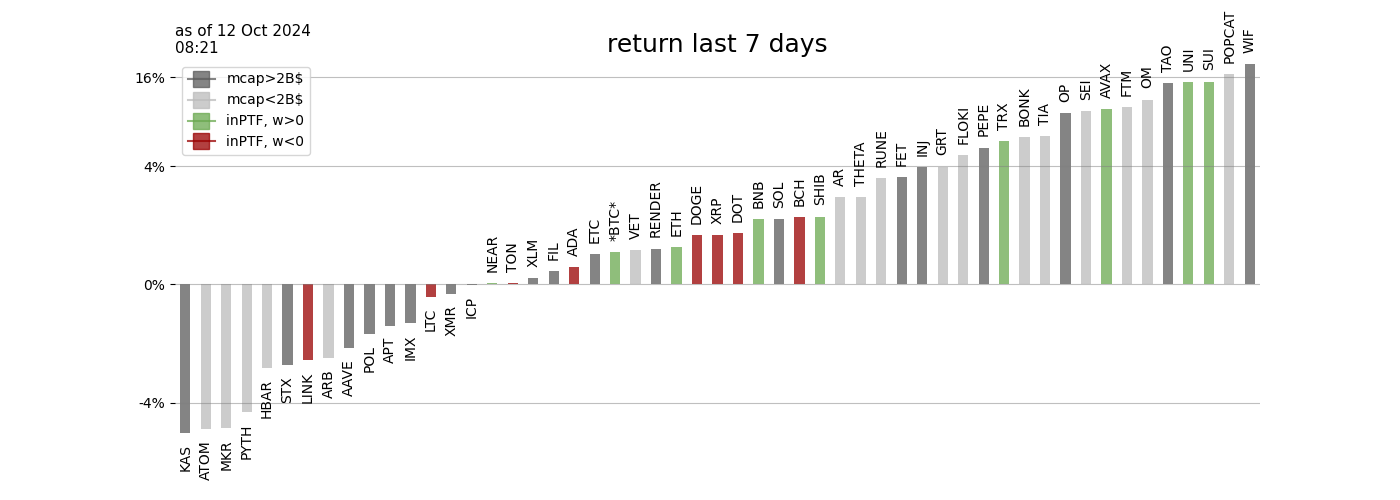 as of 12 Oct 2024
08:21
return last 7 days
mcap>2B$
mcap<2B$
inPTF, w>0
inPTF, w<0
16%
4%
0%
-4%
KAS
ATOM
MKR
PYTH
HBAR
STX
LINK
ARB
AAVE
POL
APT
IMX
LTC
XMR
ICP
NEAR
TON
XLM
FIL
ADA
ETC
*BTC*
VET
RENDER
ETH
DOGE
XRP
DOT
BNB
SOL
BCH
SHIB
AR
THETA
RUNE
FET
INJ
GRT
FLOKI
PEPE
TRX
BONK
TIA
OP
SEI
AVAX
FTM
OM
TAO
UNI
SUI
POPCAT
WIF